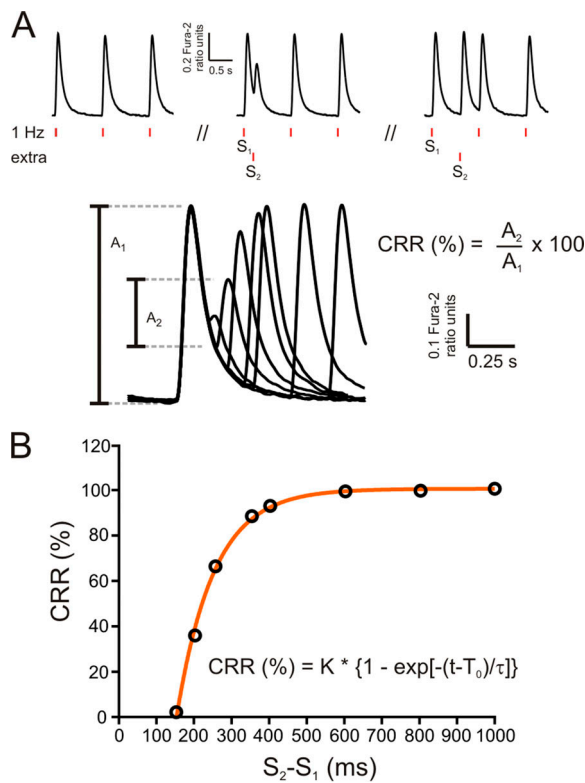 A
0.2 Fura-2
ratio units
0.5 s
1 Hz
//
//
extra
S1
S2
S1
S2
A1
A2
CRR (%) = A2/A1 x 100
0.1 Fura-2
ratio units
0.25 s
B
120
100
80
60
40
20
0
CRR (%)
CRR (%) = K * {1 - exp[-(t-T0)/τ]}
0 100 200 300 400 500 600 700 800 900 1000
S2-S1 (ms)